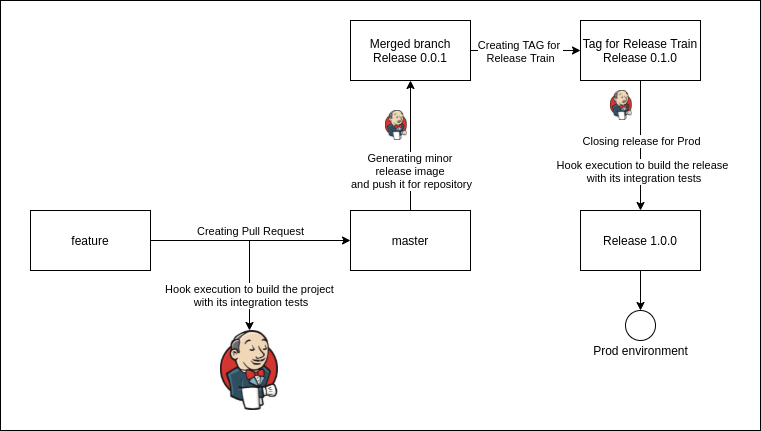 Merged branch
Release 0.0.1
Creating TAG for
Release Train
Tag for Release Train
Release 0.1.0
Generating minor
release image
and push it for repository
Closing release for Prod
Hook execution to build the release
with its integration tests
feature
Creating Pull Request
master
Release 1.0.0
Hook execution to build the project
with its integration tests
Prod environment